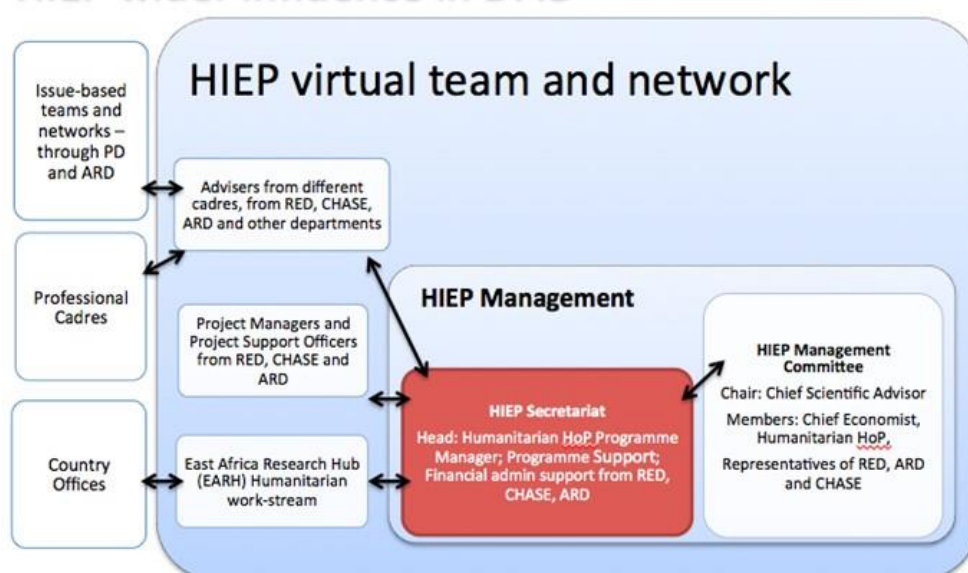 HIEP virtual team and network
Issue-based
teams and
networks –
through PD
and ARD
Advisers from different
cadres, from RED, CHASE,
ARD and other departments
Professional
Cadres
HIEP Management
Project Managers and
Project Support Officers
from RED, CHASE and
ARD
HIEP Management
Committee
Chair: Chief Scientific Advisor
Members: Chief Economist,
Humanitarian HoP,
Representatives of RED, ARD
and CHASE
HIEP Secretariat
Head: Humanitarian HoP Programme
Manager; Programme Support;
Financial admin support from RED,
CHASE, ARD
Country
Offices
East Africa Research Hub
(EARH) Humanitarian
work-stream